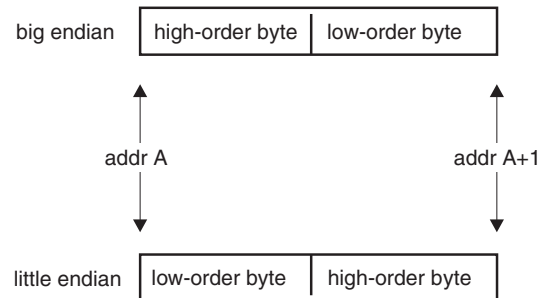 big endian high-order byte low-order byte
addr A addr A+1
little endian low-order byte high-order byte